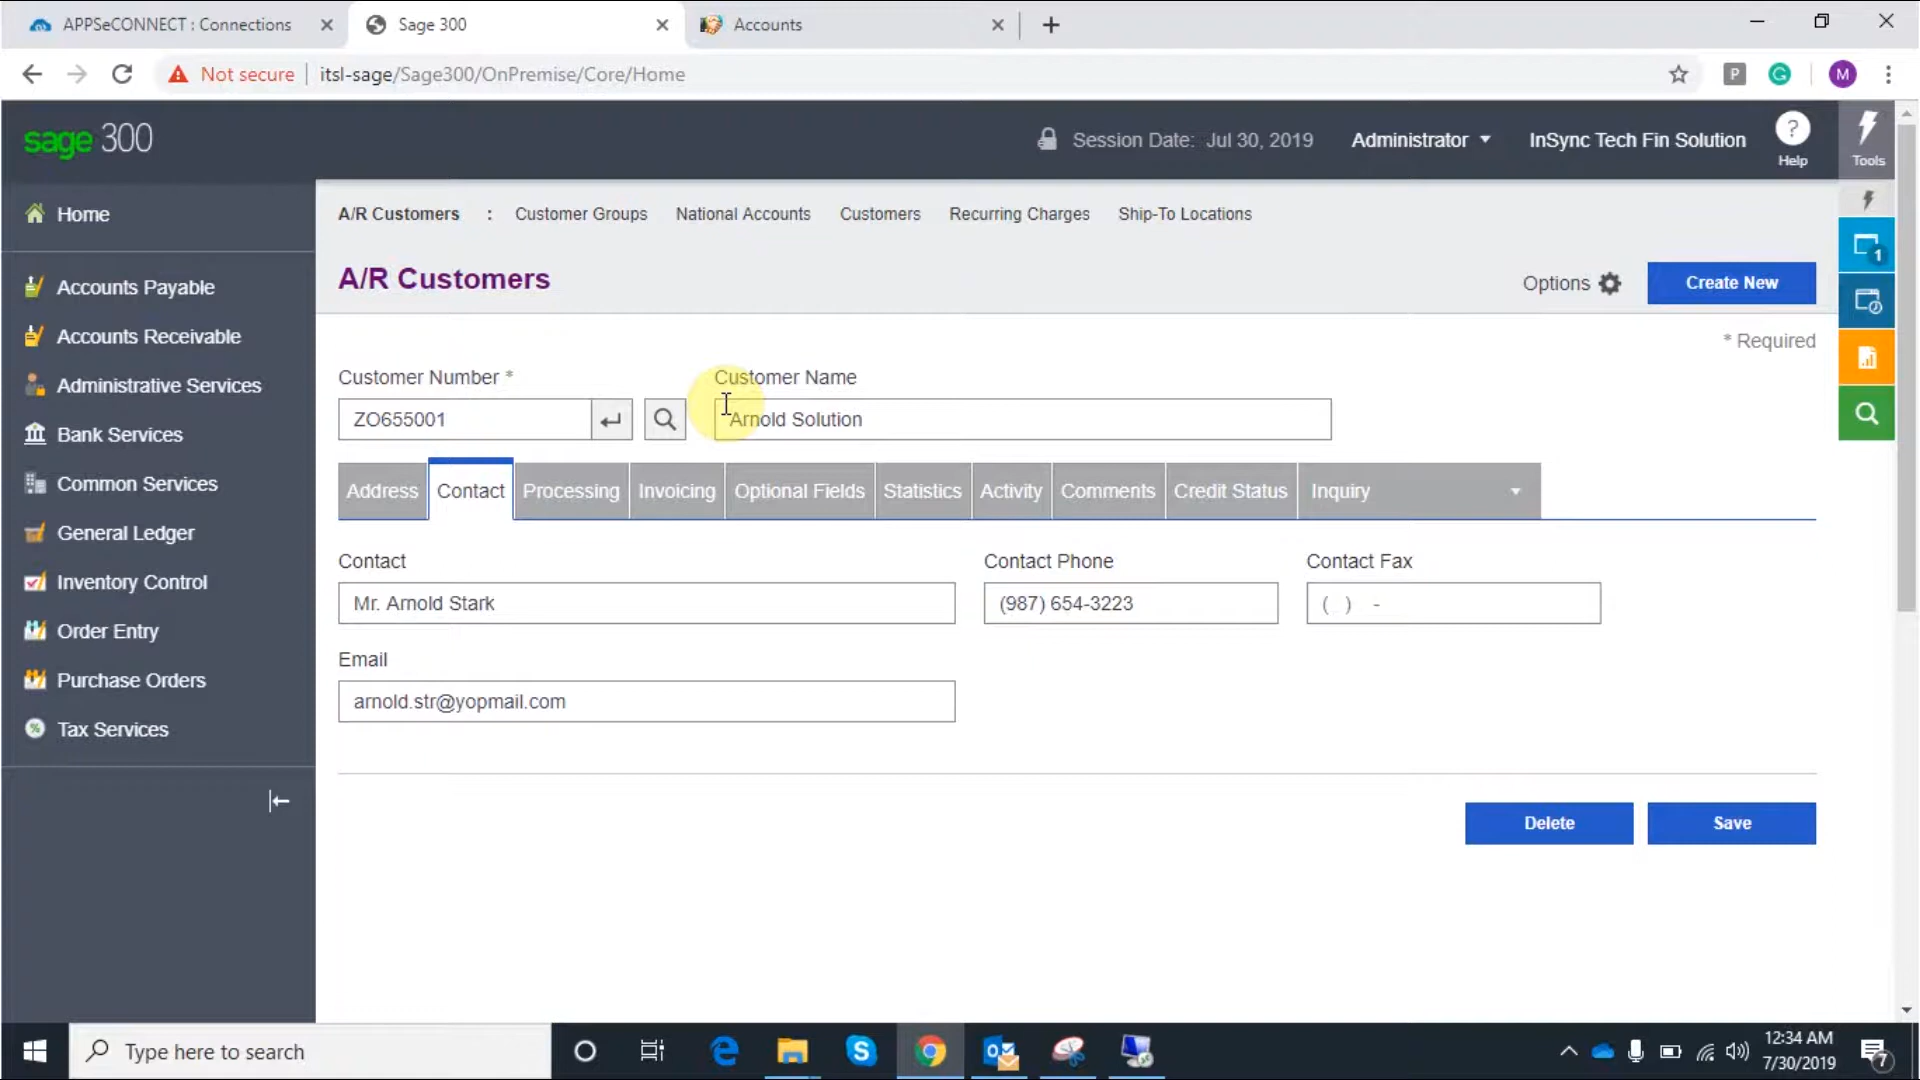 APPSeCONNECT : Connections
Sage 300
Accounts
Not secure
itsl-sage/Sage300/OnPremise/Core/Home
P
G
M
sage 300
Session Date: Jul 30, 2019
Administrator
InSync Tech Fin Solution
?
Help
Tools
Home
Accounts Payable
Accounts Receivable
Administrative Services
Bank Services
Common Services
General Ledger
Inventory Control
Order Entry
Purchase Orders
% Tax Services
A/R Customers : Customer Groups National Accounts Customers Recurring Charges Ship-To Locations
1
A/R Customers
Options
Create New
* Required
Customer Number *
Customer Name
ZO655001
Arnold Solution
Address Contact Processing Invoicing Optional Fields Statistics Activity Comments Credit Status Inquiry
Contact
Contact Phone
Contact Fax
Mr. Arnold Stark
(987) 654-3223
( ) -
Email
arnold.str@yopmail.com
Delete
Save
Type here to search
12:34 AM
7/30/2019
7